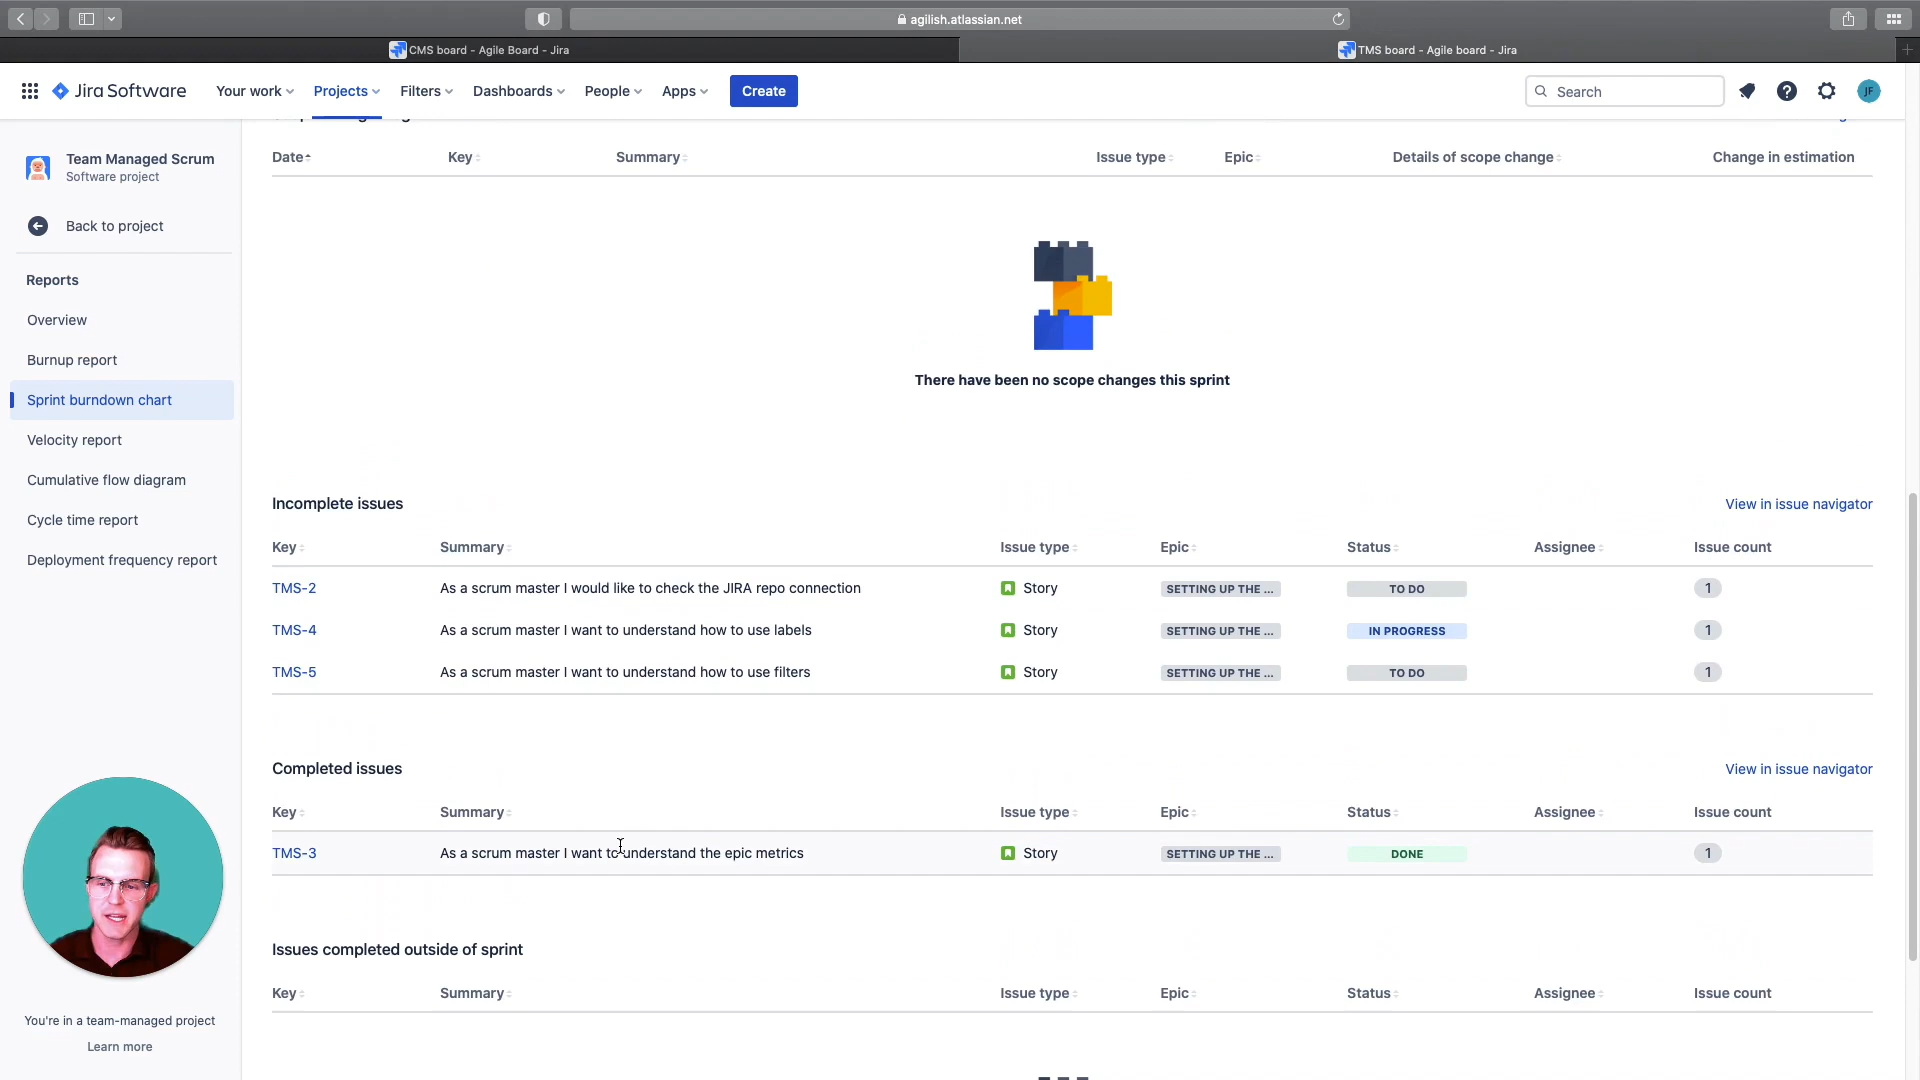 agilish.atlassian.net
CMS board - Agile Board - Jira
TMS board - Agile board - Jira
Jira Software
Your work
Projects
Filters
Dashboards
People
Apps
Create
Search
JF
Team Managed Scrum
Software project
Back to project
Reports
Overview
Burnup report
Sprint burndown chart
Velocity report
Cumulative flow diagram
Cycle time report
Deployment frequency report
You're in a team-managed project
Learn more
Date Key Summary Issue type Epic Details of scope change Change in estimation
There have been no scope changes this sprint
Incomplete issues
View in issue navigator
Key Summary Issue type Epic Status Assignee Issue count
TMS-2 As a scrum master I would like to check the JIRA repo connection Story SETTING UP THE ... TO DO 1
TMS-4 As a scrum master I want to understand how to use labels Story SETTING UP THE ... IN PROGRESS 1
TMS-5 As a scrum master I want to understand how to use filters Story SETTING UP THE ... TO DO 1
Completed issues
View in issue navigator
Key Summary Issue type Epic Status Assignee Issue count
TMS-3 As a scrum master I want to understand the epic metrics Story SETTING UP THE ... DONE 1
Issues completed outside of sprint
Key Summary Issue type Epic Status Assignee Issue count